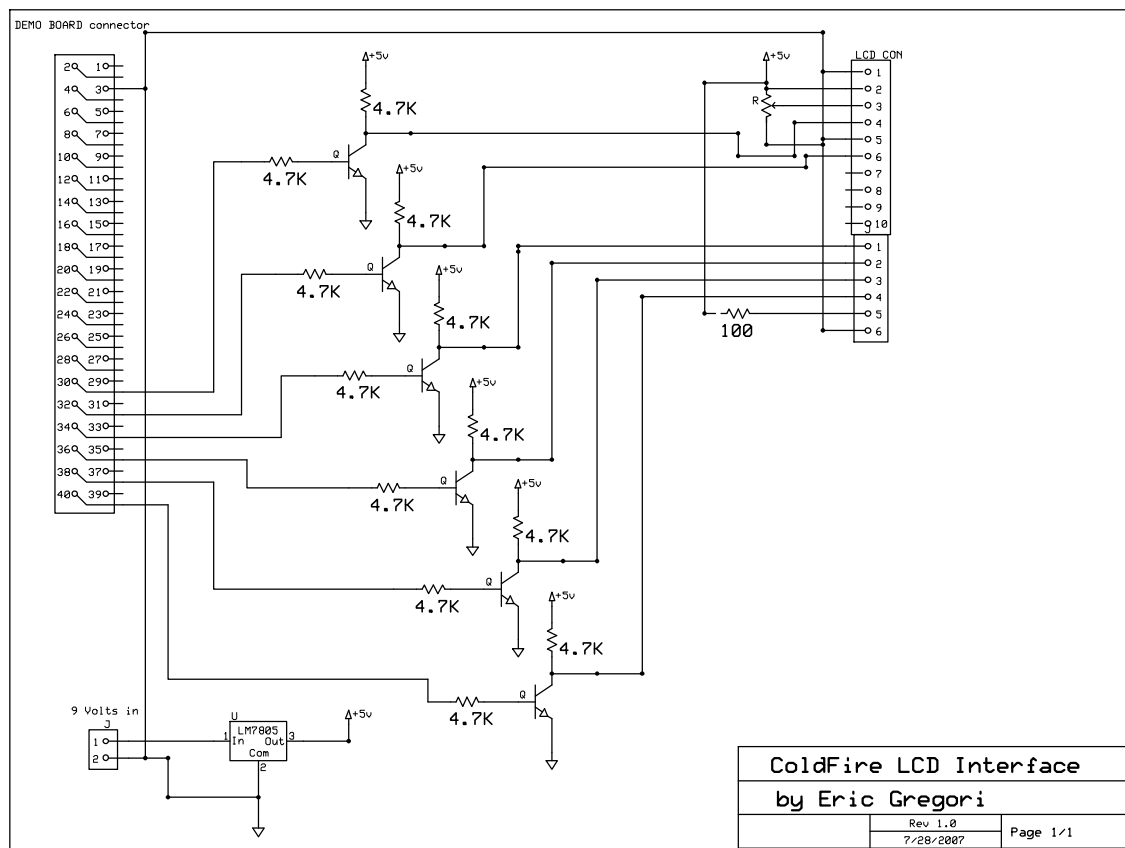 DEMO BOARD connector
2 1
4 3
6 5
8 7
10 9
12 11
14 13
16 15
18 17
20 19
22 21
24 23
26 25
28 27
30 29
32 31
34 33
36 35
38 37
40 39
+5v
4.7K
Q
4.7K
+5v
4.7K
Q
4.7K
+5v
4.7K
Q
4.7K
+5v
4.7K
Q
4.7K
+5v
4.7K
Q
4.7K
+5v
4.7K
Q
4.7K
+5v
R
LCD CON
1
2
3
4
5
6
7
8
9
10
J
1
2
3
4
5
6
100
9 Volts in
J
1
2
U
LM7805
1 In Out 3
Com
2
+5v
ColdFire LCD Interface
by Eric Gregori
Rev 1.0
7/28/2007
Page 1/1